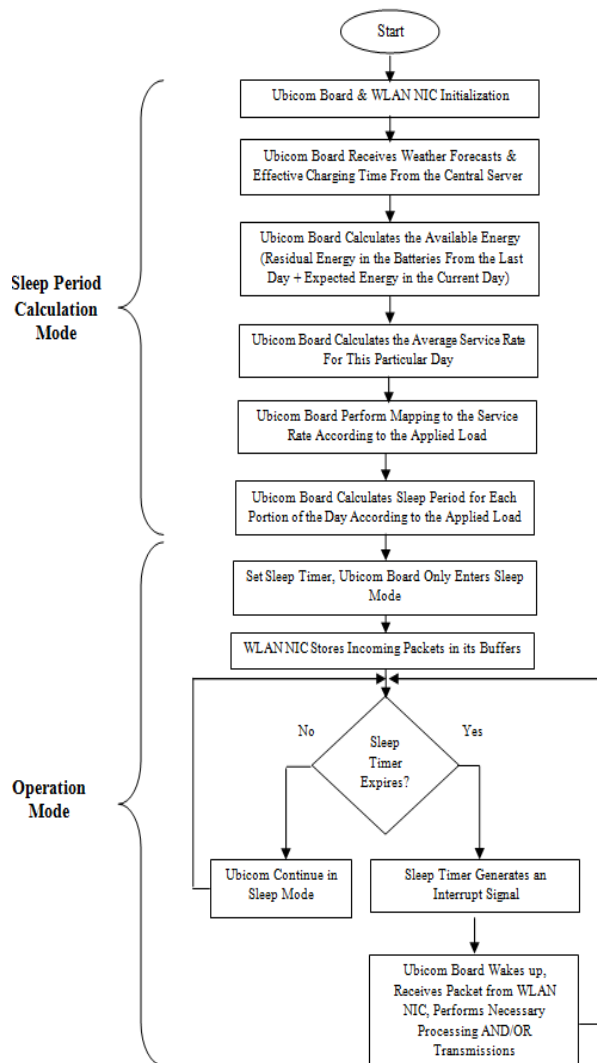 Start
Ubicom Board & WLAN NIC Initialization
Ubicom Board Receives Weather Forecasts &
Effective Charging Time From the Central Server
Ubicom Board Calculates the Available Energy
(Residual Energy in the Batteries From the Last
Day + Expected Energy in the Current Day)
Sleep Period
Calculation
Mode
Ubicom Board Calculates the Average Service Rate
For This Particular Day
Ubicom Board Perform Mapping to the Service
Rate According to the Applied Load
Ubicom Board Calculates Sleep Period for Each
Portion of the Day According to the Applied Load
Set Sleep Timer, Ubicom Board Only Enters Sleep
Mode
WLAN NIC Stores Incoming Packets in its Buffers
No
Yes
Sleep
Timer
Expires?
Operation
Mode
Ubicom Continue in
Sleep Mode
Sleep Timer Generates an
Interrupt Signal
Ubicom Board Wakes up,
Receives Packet from WLAN
NIC, Performs Necessary
Processing AND/OR
Transmissions